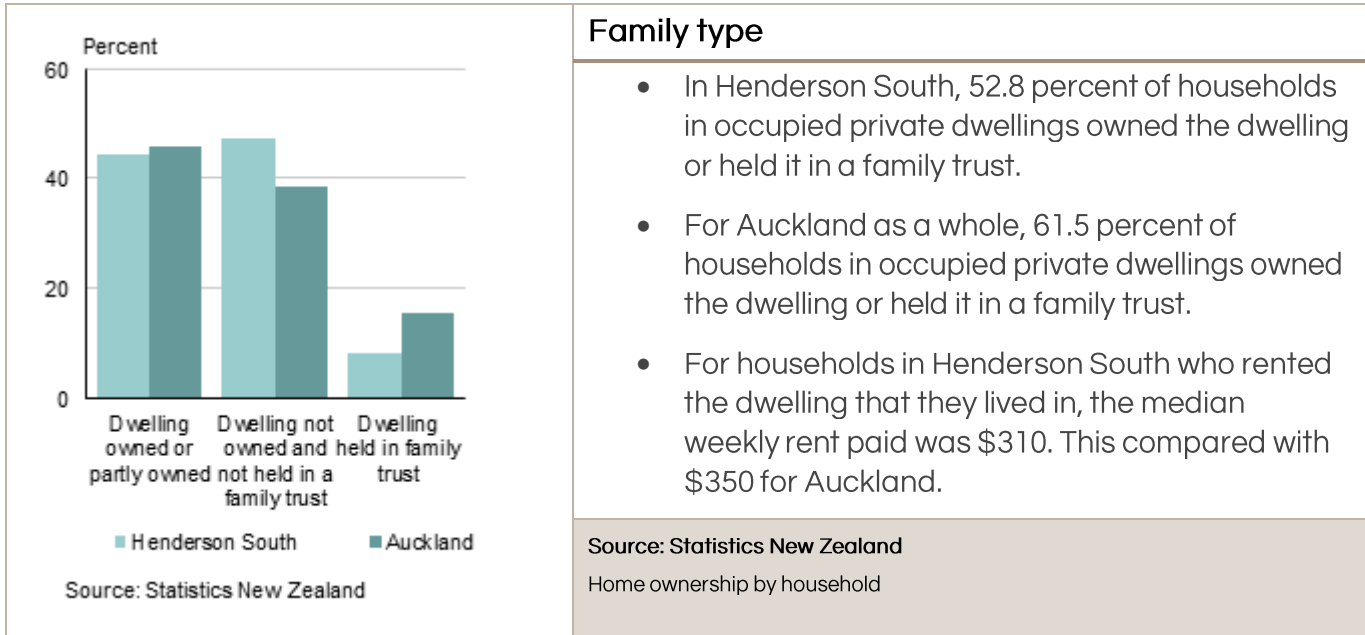 Percent
60
40
20
0
Dwelling owned or partly owned
Dwelling not owned and not held in a family trust
Dwelling held in family trust
Henderson South
Auckland
Source: Statistics New Zealand
Family type
• In Henderson South, 52.8 percent of households
in occupied private dwellings owned the dwelling
or held it in a family trust.
• For Auckland as a whole, 61.5 percent of
households in occupied private dwellings owned
the dwelling or held it in a family trust.
• For households in Henderson South who rented
the dwelling that they lived in, the median
weekly rent paid was $310. This compared with
$350 for Auckland.
Source: Statistics New Zealand
Home ownership by household